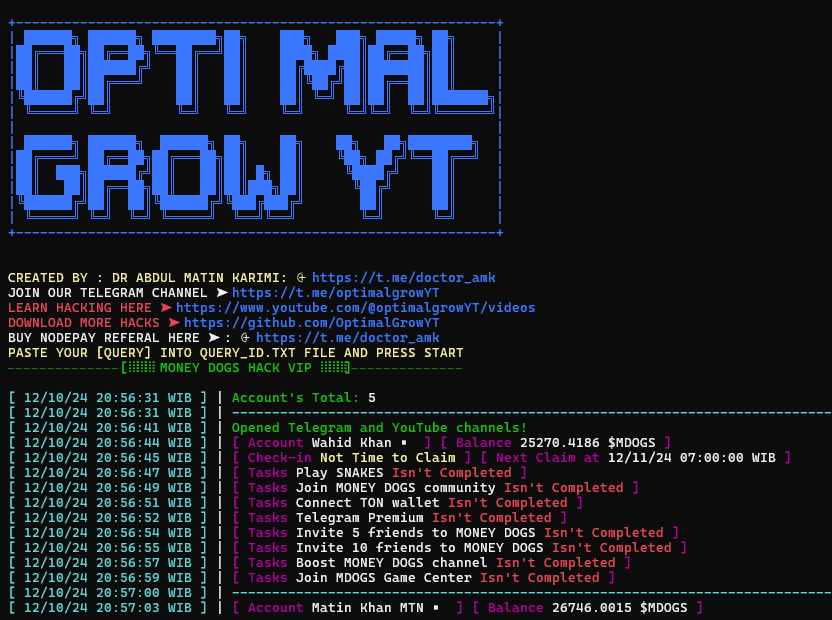 OPTI MAL
GROW YT
CREATED BY : DR ABDUL MATIN KARIMI: https://t.me/doctor_amk
JOIN OUR TELEGRAM CHANNEL ➤ https://t.me/optimalgrowYT
LEARN HACKING HERE ➤ https://www.youtube.com/@optimalgrowYT/videos
DOWNLOAD MORE HACKS ➤ https://github.com/OptimalGrowYT
BUY NODEPAY REFERAL HERE ➤ : https://t.me/doctor_amk
PASTE YOUR [QUERY] INTO QUERY_ID.TXT FILE AND PRESS START
--------------[ MONEY DOGS HACK VIP ]--------------
[ 12/10/24 20:56:31 WIB ] | Account's Total: 5
[ 12/10/24 20:56:31 WIB ] | ---------------------------------------------------------------------------
[ 12/10/24 20:56:41 WIB ] | Opened Telegram and YouTube channels!
[ 12/10/24 20:56:44 WIB ] | [ Account Wahid Khan ▪ ] [ Balance 25270.4186 $MDOGS ]
[ 12/10/24 20:56:45 WIB ] | [ Check-in Not Time to Claim ] [ Next Claim at 12/11/24 07:00:00 WIB ]
[ 12/10/24 20:56:47 WIB ] | [ Tasks Play SNAKES Isn't Completed ]
[ 12/10/24 20:56:49 WIB ] | [ Tasks Join MONEY DOGS community Isn't Completed ]
[ 12/10/24 20:56:51 WIB ] | [ Tasks Connect TON wallet Isn't Completed ]
[ 12/10/24 20:56:52 WIB ] | [ Tasks Telegram Premium Isn't Completed ]
[ 12/10/24 20:56:54 WIB ] | [ Tasks Invite 5 friends to MONEY DOGS Isn't Completed ]
[ 12/10/24 20:56:55 WIB ] | [ Tasks Invite 10 friends to MONEY DOGS Isn't Completed ]
[ 12/10/24 20:56:57 WIB ] | [ Tasks Boost MONEY DOGS channel Isn't Completed ]
[ 12/10/24 20:56:59 WIB ] | [ Tasks Join MDOGS Game Center Isn't Completed ]
[ 12/10/24 20:57:00 WIB ] | ---------------------------------------------------------------------------
[ 12/10/24 20:57:03 WIB ] | [ Account Matin Khan MTN ▪ ] [ Balance 26746.0015 $MDOGS ]